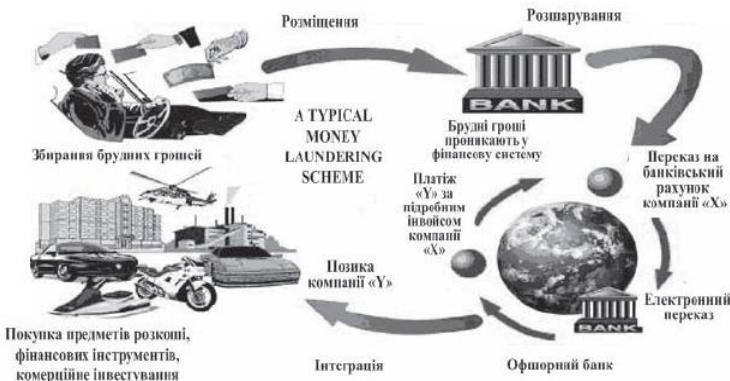 Розміщення
Розшарування
BANK
A TYPICAL
MONEY
LAUNDERING
SCHEME
Збирання брудних грошей
Брудні гроші
проникають у
фінансову систему
Переказ на
банківський
рахунок
компанії «X»
Платіж
«Y» за
підробним
інвойсом
компанії
«X»
Електронний
переказ
BANK
Офшорний банк
Позика
компанії «Y»
Інтеграція
Покупка предметів розкоші,
фінансових інструментів,
комерційне інвестування